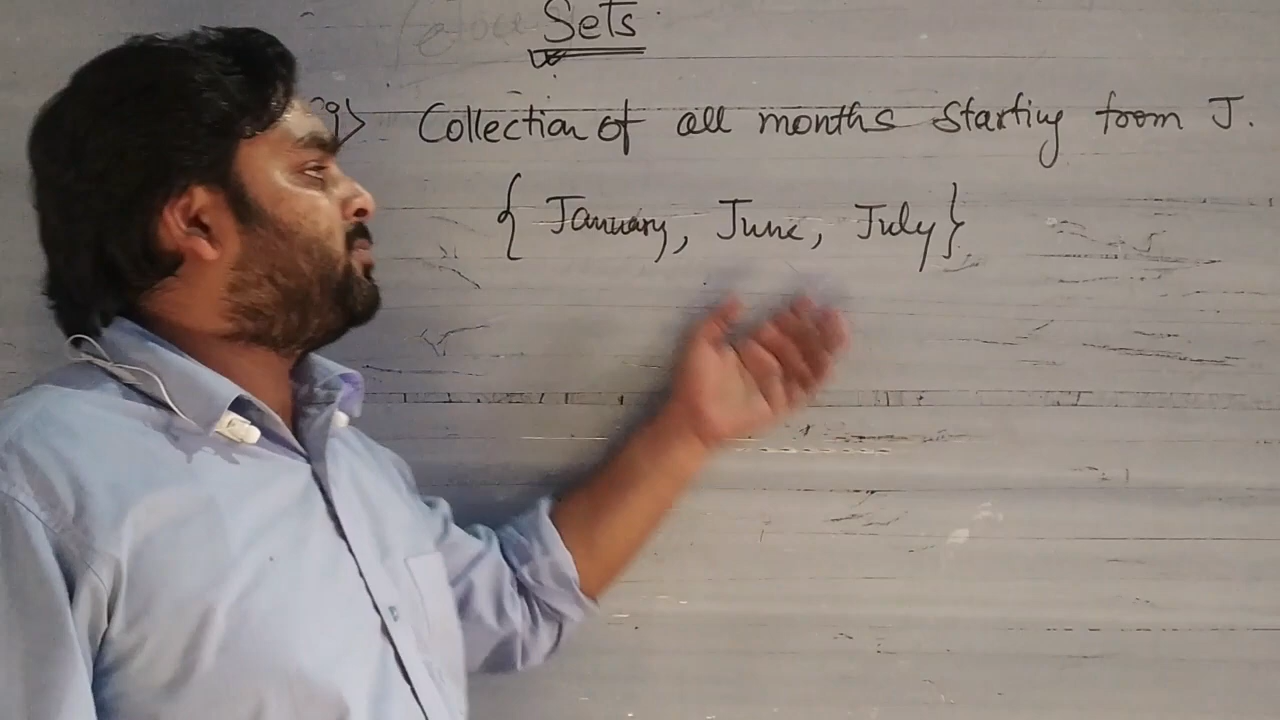 Sets
Collection of all months starting from J.
{ January, June, July }